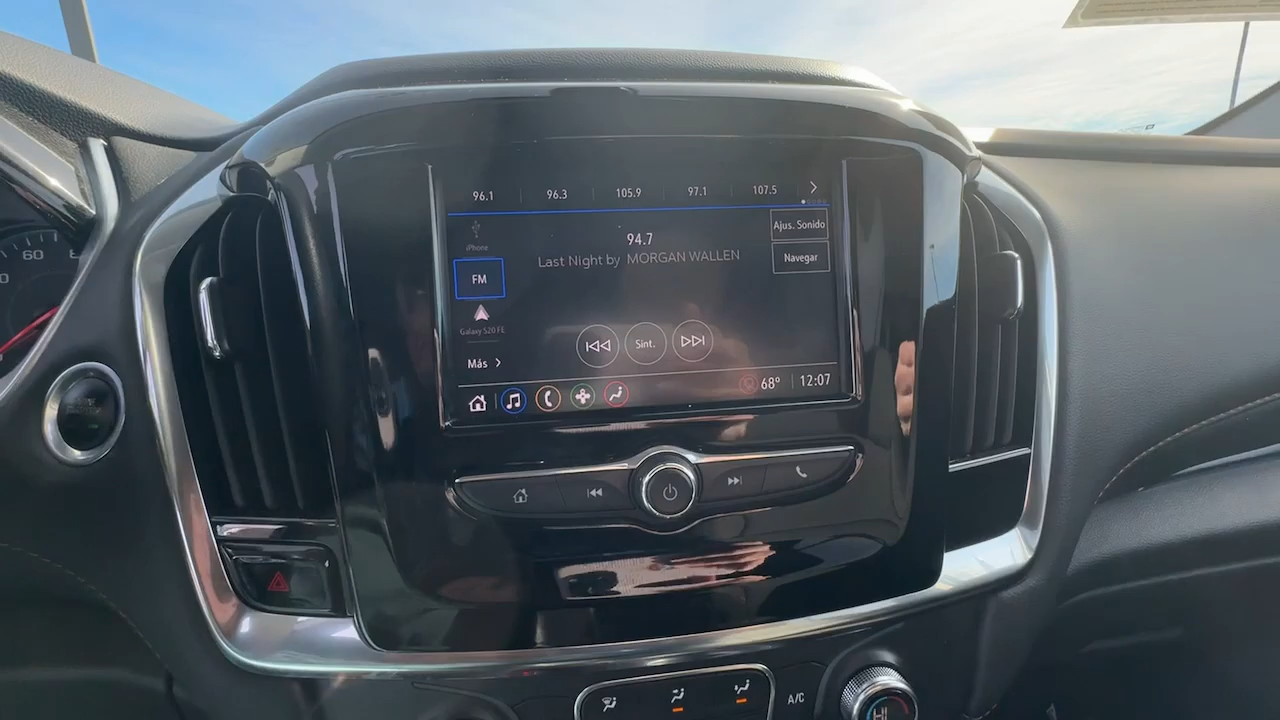 96.1 96.3 105.9 97.1 107.5
iPhone
94.7
Ajus. Sonido
Last Night by MORGAN WALLEN
Navegar
FM
Galaxy S20 FE
Sint.
Más
68° 12:07
60
A/C